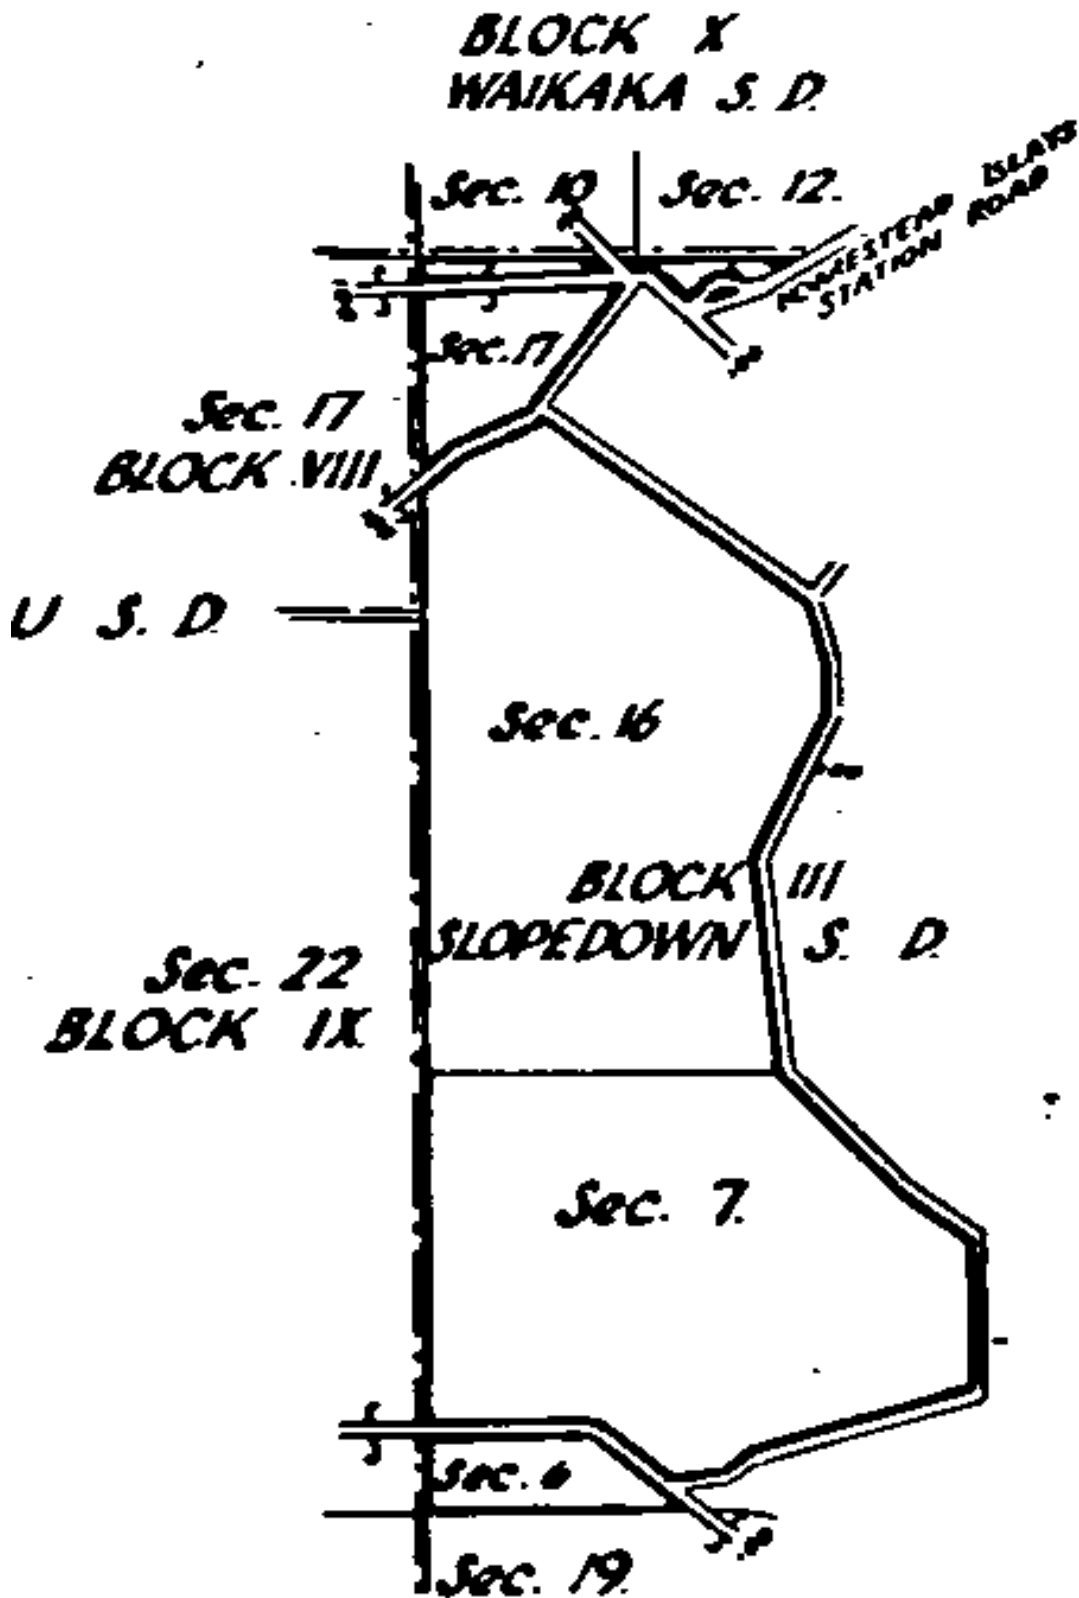 BLOCK X
WAIKAKA S. D.
Sec. 10
Sec. 12.
ISLAYS
HOMESTEAD ROAD
STATION
Sec. 17
Sec. 17
BLOCK VIII
U S. D.
Sec. 16
BLOCK III
SLOPEDOWN S. D.
Sec. 22
BLOCK IX
Sec. 7.
Sec. 6
Sec. 19.